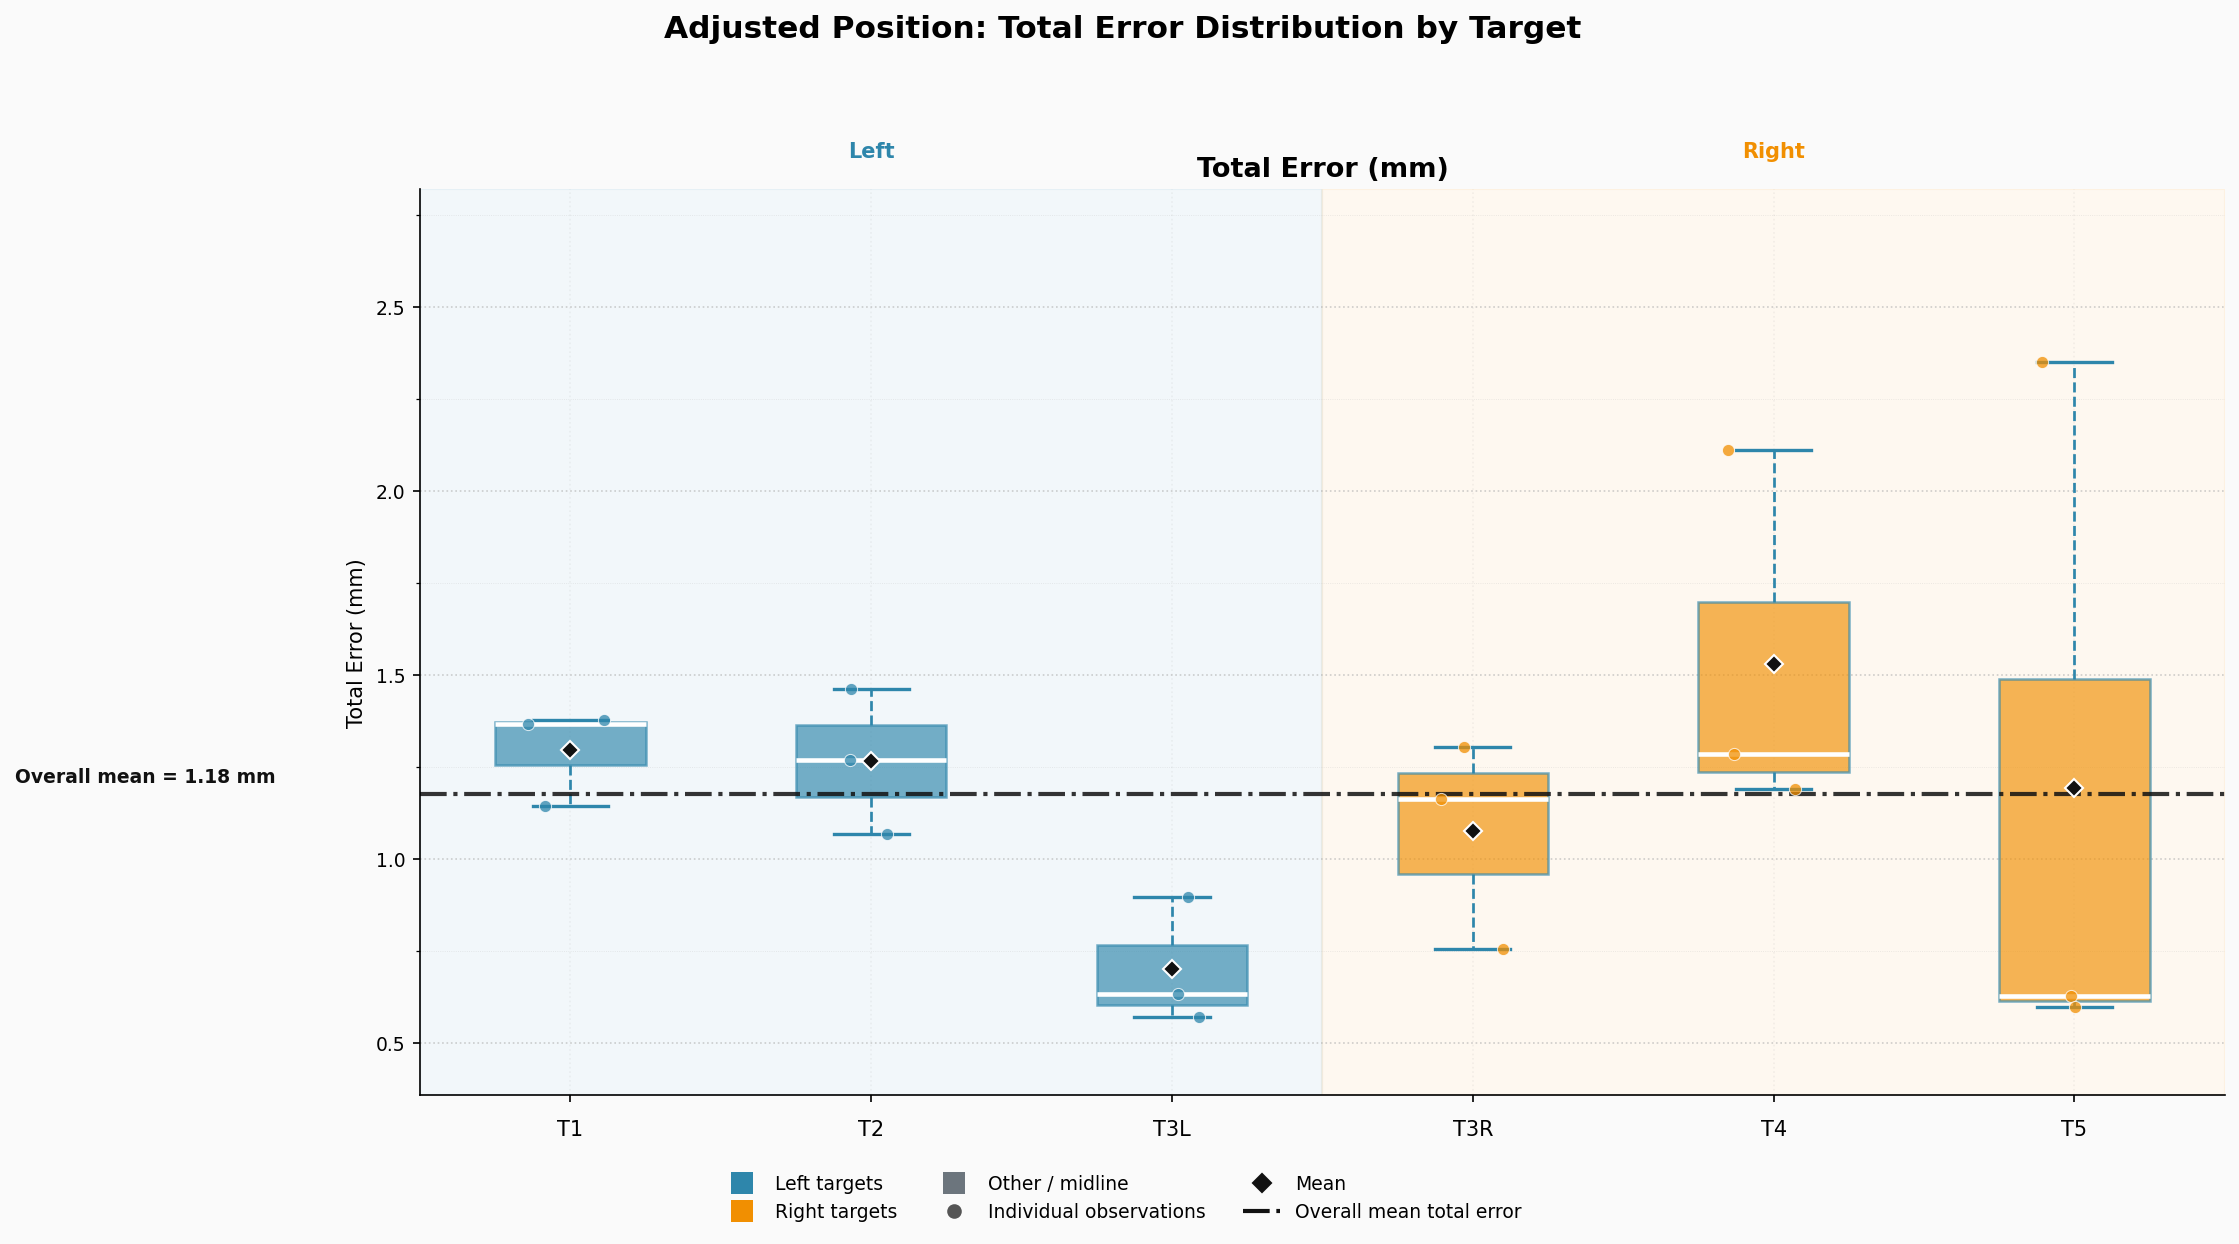 Adjusted Position: Total Error Distribution by Target
Left
Right
Total Error (mm)
2.5
2.0
1.5
1.0
0.5
Total Error (mm)
Overall mean = 1.18 mm
T1
T2
T3L
T3R
T4
T5
Left targets
Right targets
Other / midline
Individual observations
Mean
Overall mean total error